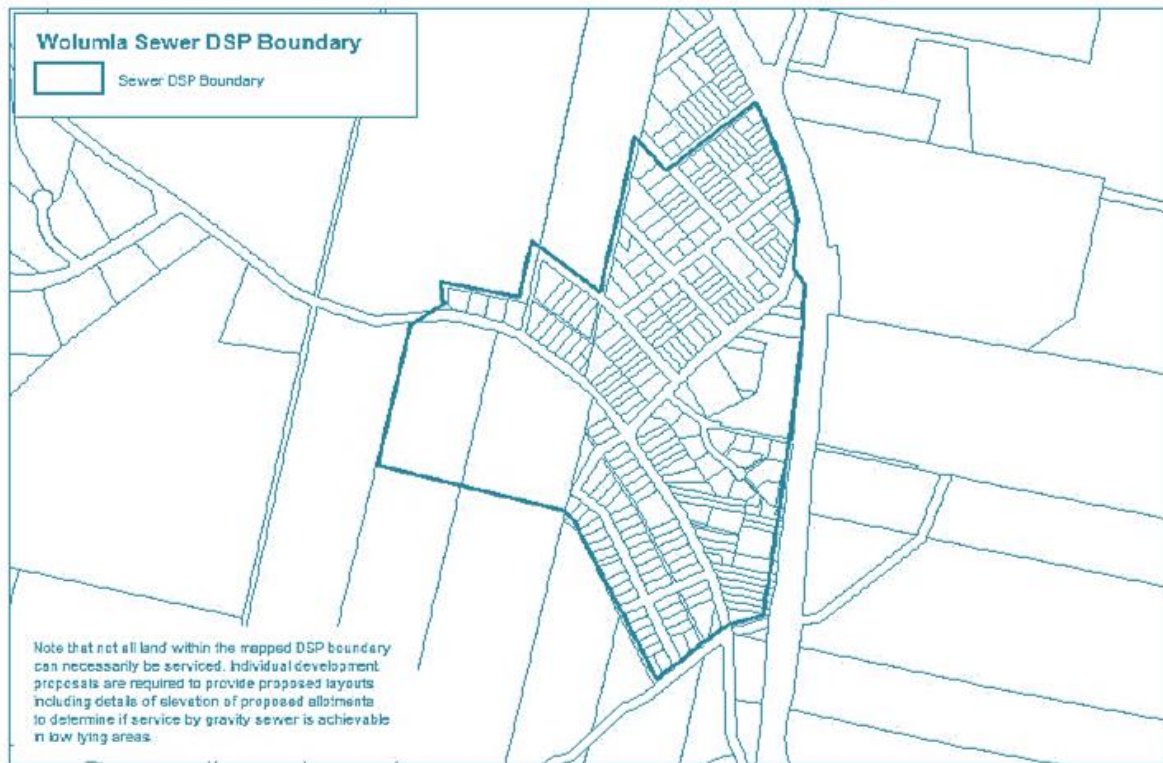 Wolumla Sewer DSP Boundary
Sewer DSP Boundary
Note that not all land within the mapped DSP boundary
can necessarily be serviced. Individual development
proposals are required to provide proposed layouts
including details of elevation of proposed allotments
to determine if service by gravity sewer is achievable
in low lying areas